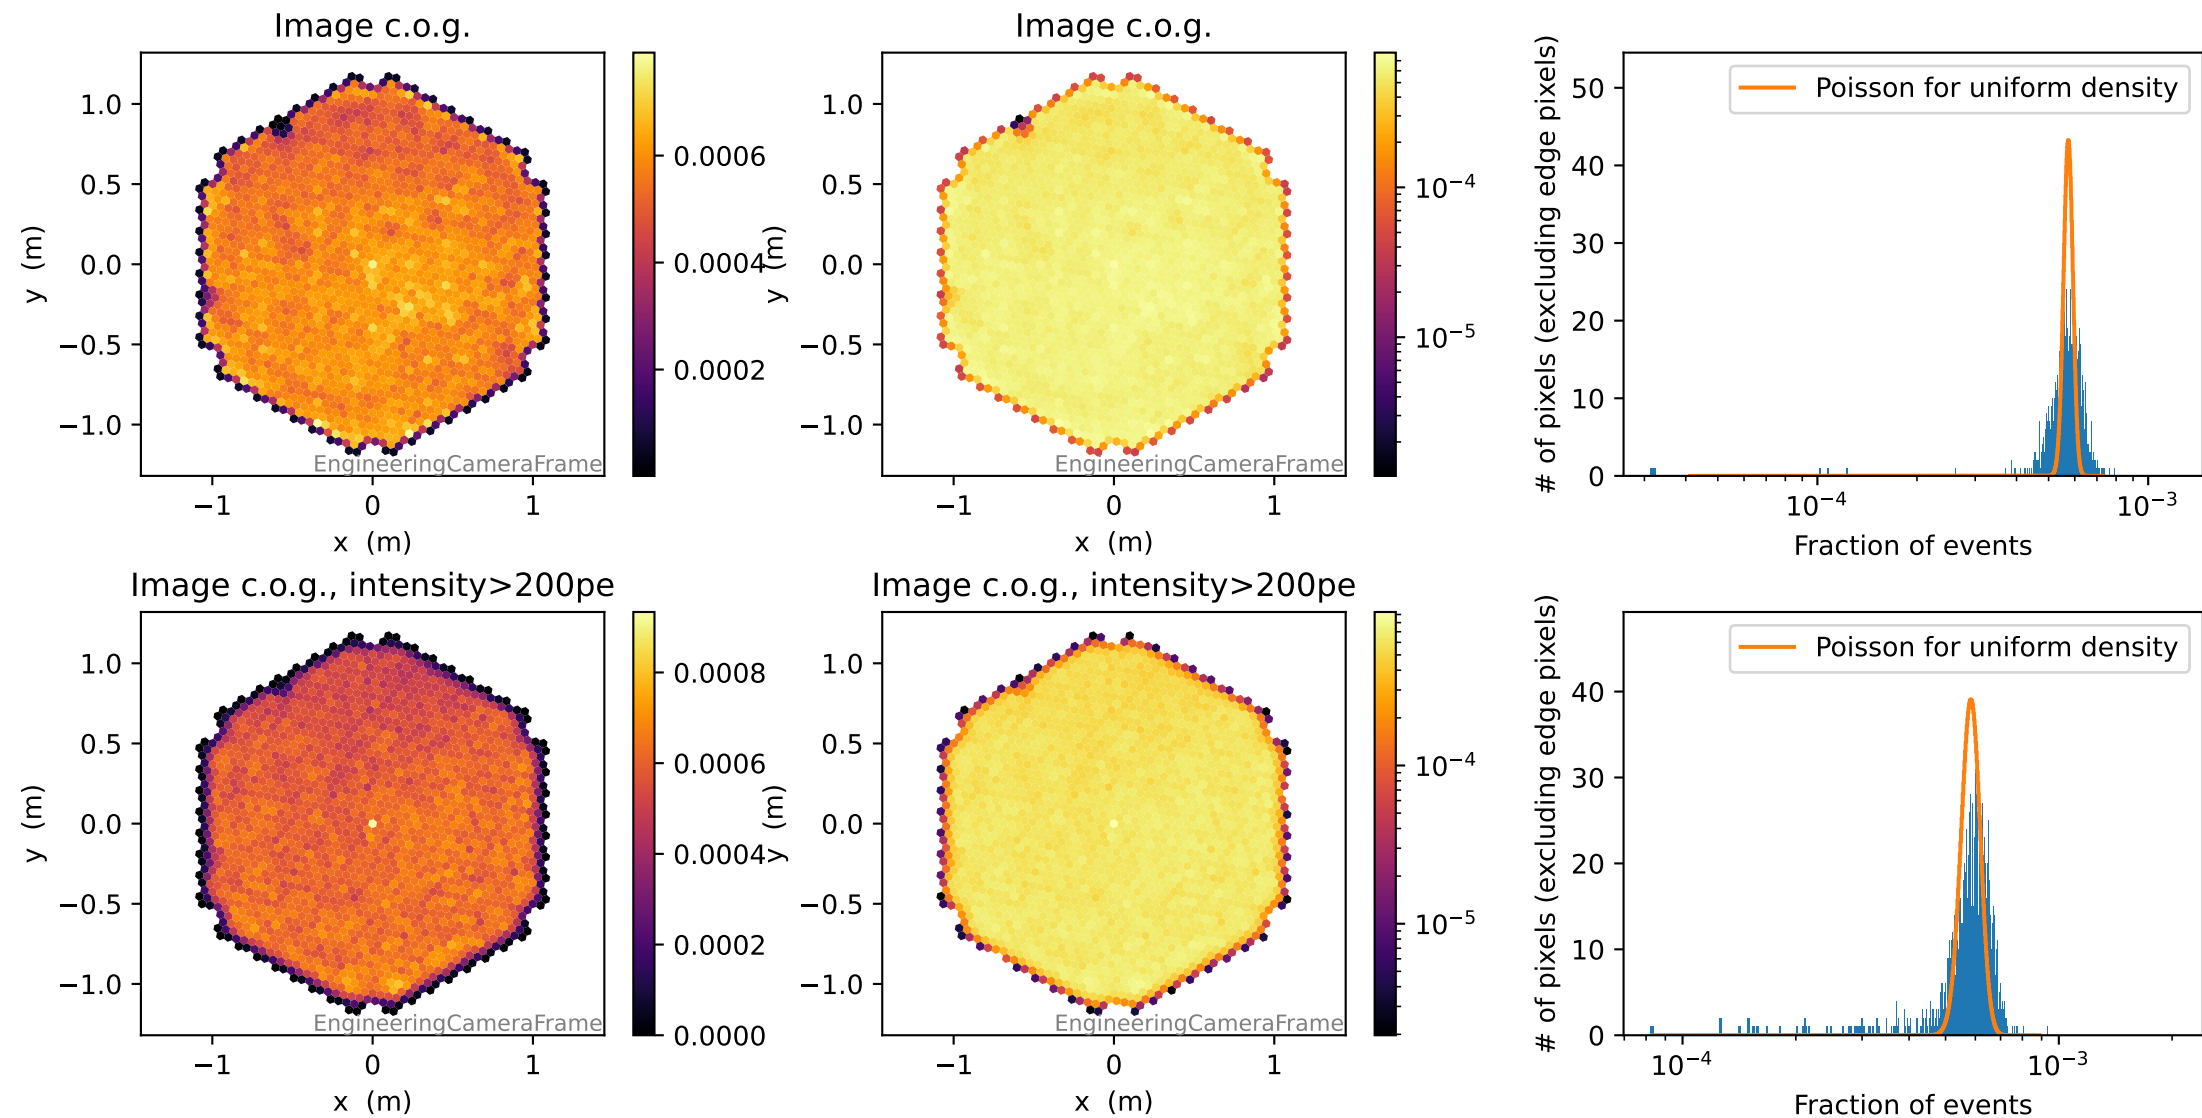 Image c.o.g.
1.0
0.5
0.0
−0.5
−1.0
y (m)
−1
0
1
x (m)
EngineeringCameraFrame
0.0006
0.0004
0.0002
Image c.o.g.
1.0
0.5
0.0
−0.5
−1.0
y (m)
−1
0
1
x (m)
EngineeringCameraFrame
10⁻⁴
10⁻⁵
# of pixels (excluding edge pixels)
50
40
30
20
10
0
Poisson for uniform density
10⁻⁴
10⁻³
Fraction of events
Image c.o.g., intensity>200pe
1.0
0.5
0.0
−0.5
−1.0
y (m)
−1
0
1
x (m)
EngineeringCameraFrame
0.0008
0.0006
0.0004
0.0002
0.0000
Image c.o.g., intensity>200pe
1.0
0.5
0.0
−0.5
−1.0
y (m)
−1
0
1
x (m)
EngineeringCameraFrame
10⁻⁴
10⁻⁵
# of pixels (excluding edge pixels)
40
30
20
10
0
Poisson for uniform density
10⁻⁴
10⁻³
Fraction of events